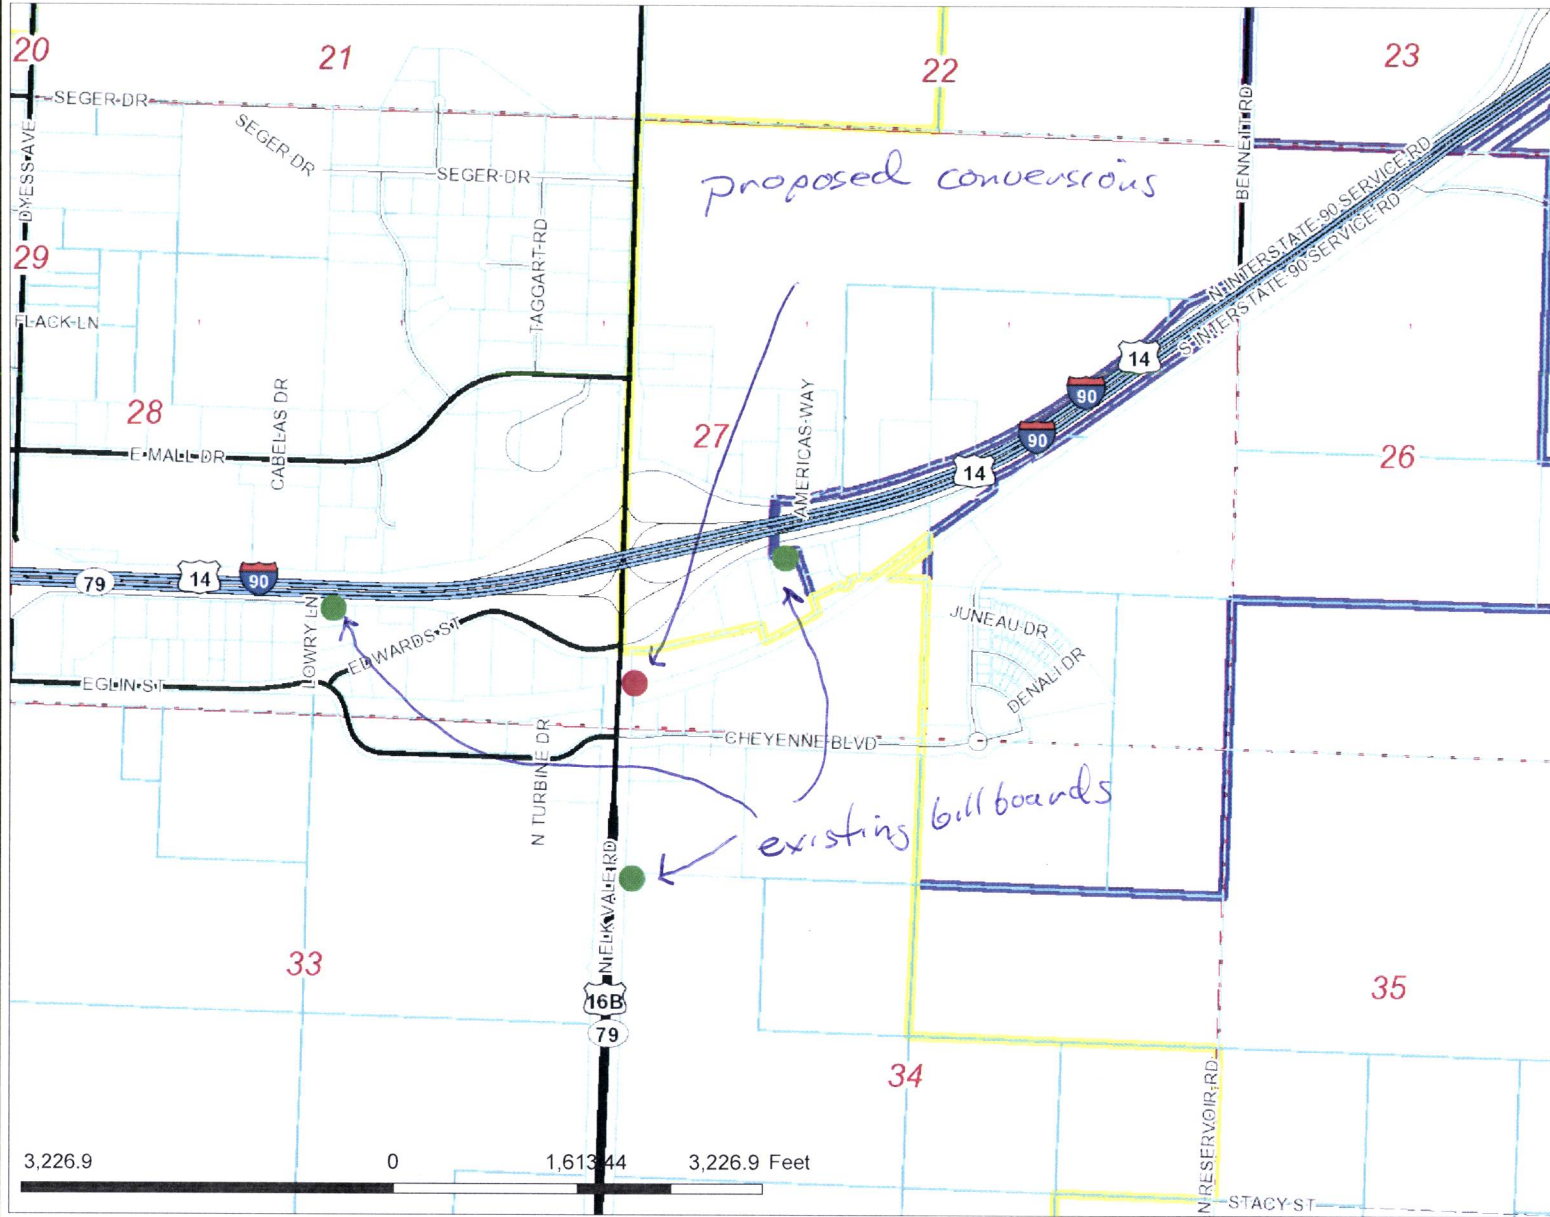 20
21
22
23
SEGER DR
SEGER DR
SEGER DR
DYESS AVE
BENNETT RD
proposed conversions
N INTERSTATE 90 SERVICE RD
S INTERSTATE 90 SERVICE RD
29
TAGGART RD
FLACK LN
28
CABELAS DR
E MALL DR
27
AMERICAS WAY
14
90
90
14
26
79
14
90
LOWRY LN
EDWARDS ST
EGLIN ST
JUNEAU DR
DENALI DR
N TURBINE DR
CHEYENNE BLVD
existing billboards
N ELK VALE RD
33
16B
79
35
34
N RESERVOIR RD
STACY ST
3,226.9 0 1,613.44 3,226.9 Feet